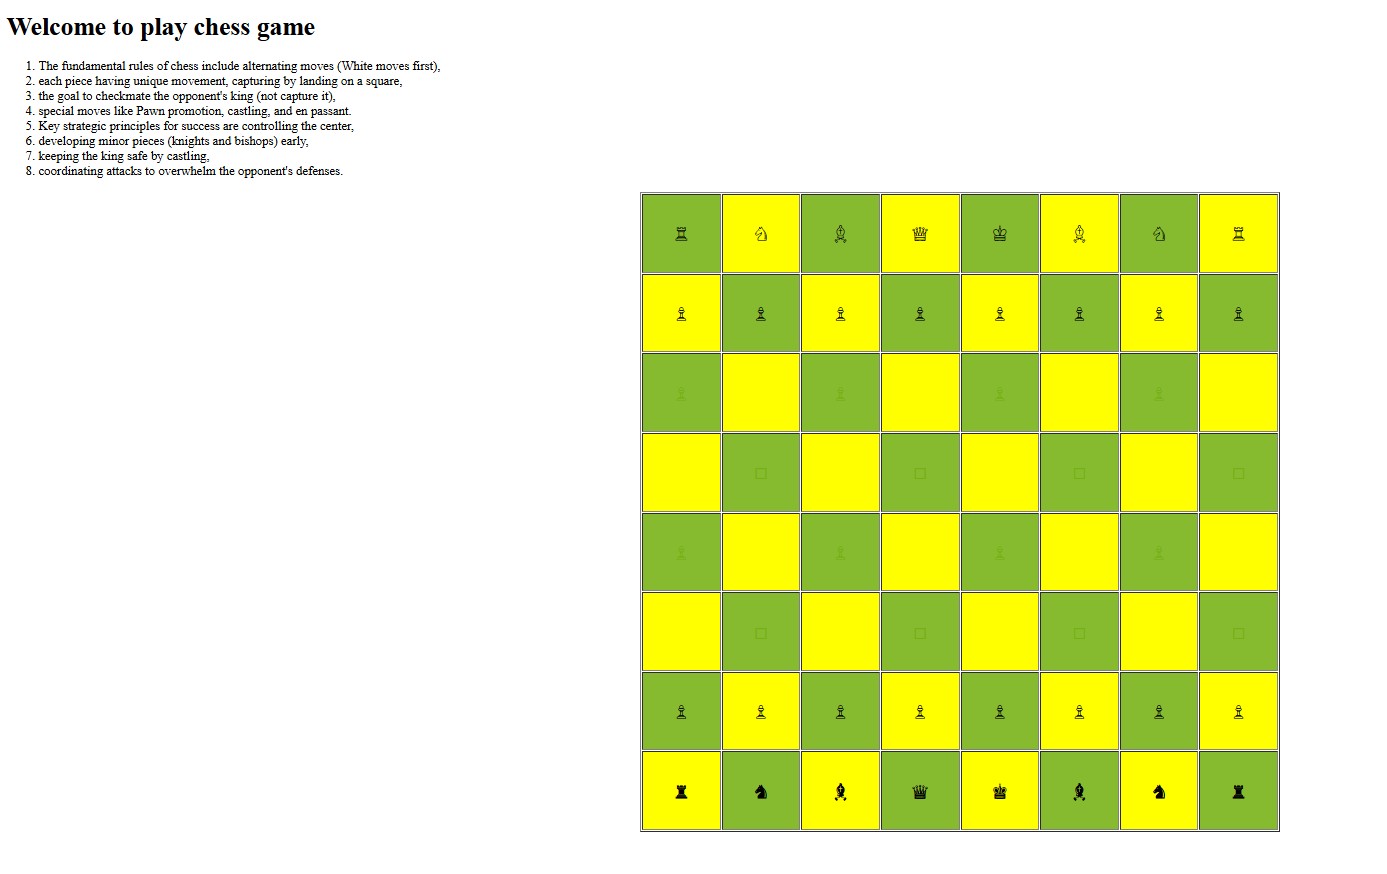 Welcome to play chess game
1. The fundamental rules of chess include alternating moves (White moves first),
2. each piece having unique movement, capturing by landing on a square,
3. the goal to checkmate the opponent's king (not capture it),
4. special moves like Pawn promotion, castling, and en passant.
5. Key strategic principles for success are controlling the center,
6. developing minor pieces (knights and bishops) early,
7. keeping the king safe by castling,
8. coordinating attacks to overwhelm the opponent's defenses.